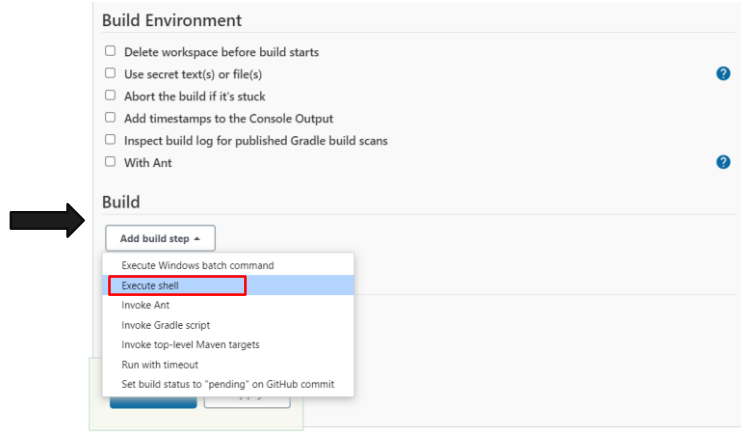 Build Environment
Delete workspace before build starts
Use secret text(s) or file(s)
?
Abort the build if it's stuck
Add timestamps to the Console Output
Inspect build log for published Gradle build scans
With Ant
?
Build
Add build step
Execute Windows batch command
Execute shell
Invoke Ant
Invoke Gradle script
Invoke top-level Maven targets
Run with timeout
Set build status to "pending" on GitHub commit